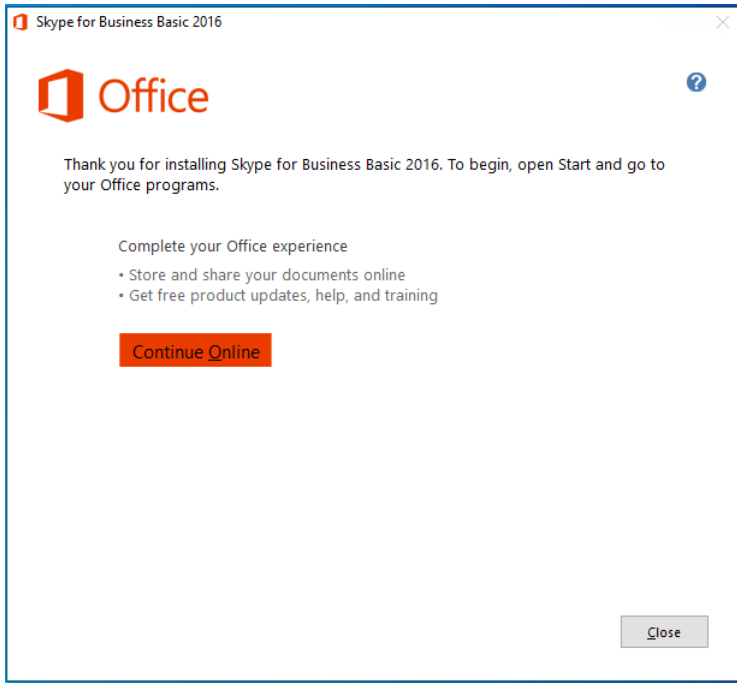 Skype for Business Basic 2016
Office
?
Thank you for installing Skype for Business Basic 2016. To begin, open Start and go to
your Office programs.
Complete your Office experience
• Store and share your documents online
• Get free product updates, help, and training
Continue Online
Close